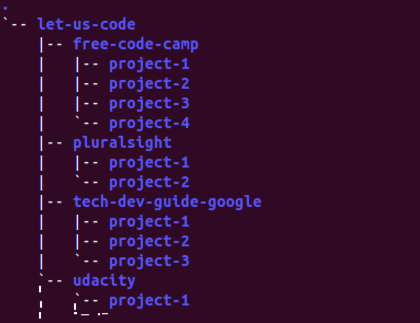 .
`-- let-us-code
    |-- free-code-camp
    |   |-- project-1
    |   |-- project-2
    |   |-- project-3
    |   `-- project-4
    |-- pluralsight
    |   |-- project-1
    |   `-- project-2
    |-- tech-dev-guide-google
    |   |-- project-1
    |   |-- project-2
    |   `-- project-3
    `-- udacity
        `-- project-1